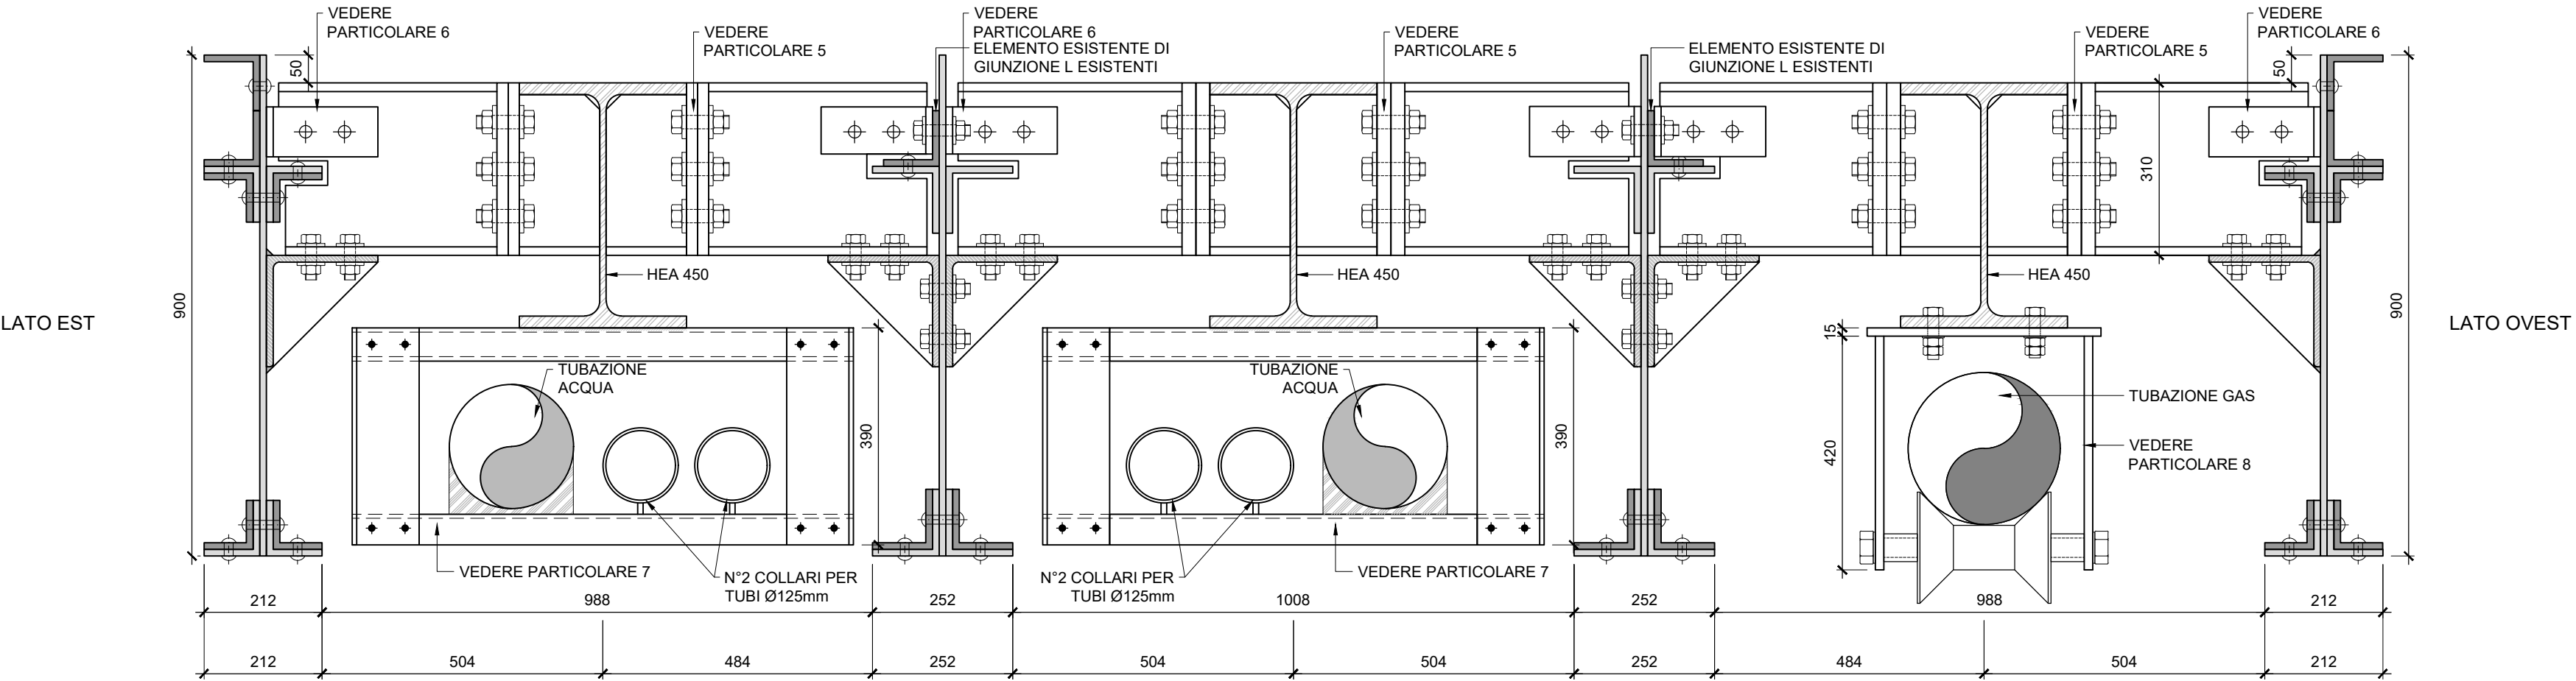 VEDERE
PARTICOLARE 6
VEDERE
PARTICOLARE 5
VEDERE
PARTICOLARE 6
ELEMENTO ESISTENTE DI
GIUNZIONE L ESISTENTI
VEDERE
PARTICOLARE 5
ELEMENTO ESISTENTE DI
GIUNZIONE L ESISTENTI
VEDERE
PARTICOLARE 5
VEDERE
PARTICOLARE 6
50
50
310
HEA 450
HEA 450
HEA 450
900
900
LATO EST
LATO OVEST
15
TUBAZIONE
ACQUA
TUBAZIONE
ACQUA
TUBAZIONE GAS
390
390
420
VEDERE
PARTICOLARE 8
VEDERE PARTICOLARE 7
N°2 COLLARI PER
TUBI Ø125mm
N°2 COLLARI PER
TUBI Ø125mm
VEDERE PARTICOLARE 7
212 988 252 1008 252 988 212
212 504 484 252 504 504 252 484 504 212